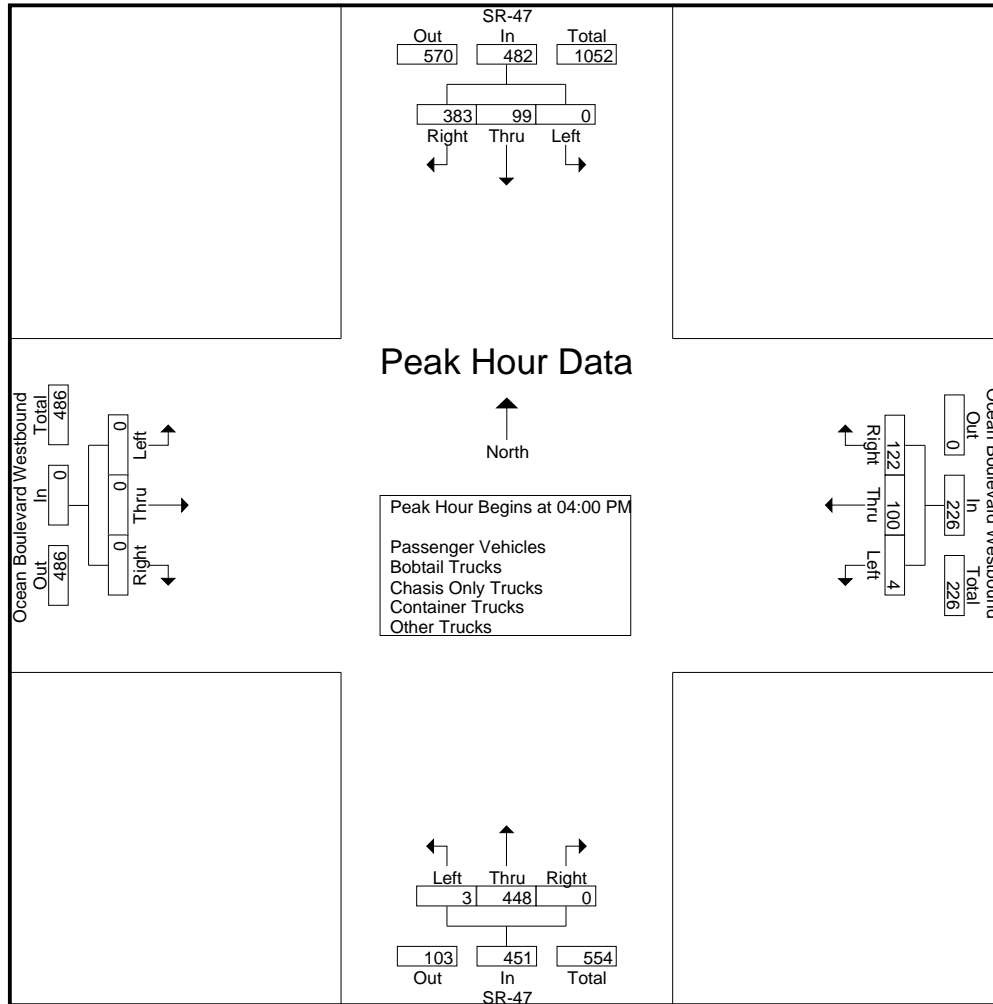 SR-47
Out In Total
570 482 1052
383 99 0
Right Thru Left
Peak Hour Data
North
Ocean Boulevard Westbound
Total In Out
486 0 486
0 0 0
Left Thru Right
Peak Hour Begins at 04:00 PM
Passenger Vehicles
Bobtail Trucks
Chasis Only Trucks
Container Trucks
Other Trucks
Right Thru Left
122 100 4
0 226 226
Out In Total
Ocean Boulevard Westbound
Left Thru Right
3 448 0
103 451 554
Out In Total
SR-47